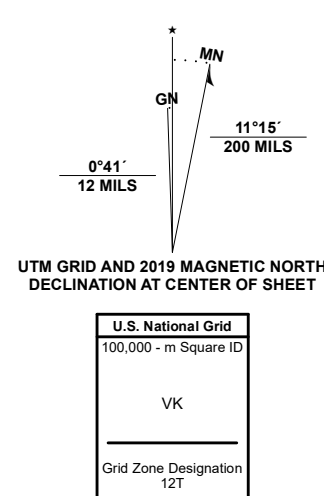 ★
MN
GN
11°15´
200 MILS
0°41´
12 MILS
UTM GRID AND 2019 MAGNETIC NORTH
DECLINATION AT CENTER OF SHEET
U.S. National Grid
100,000 - m Square ID
VK
Grid Zone Designation
12T